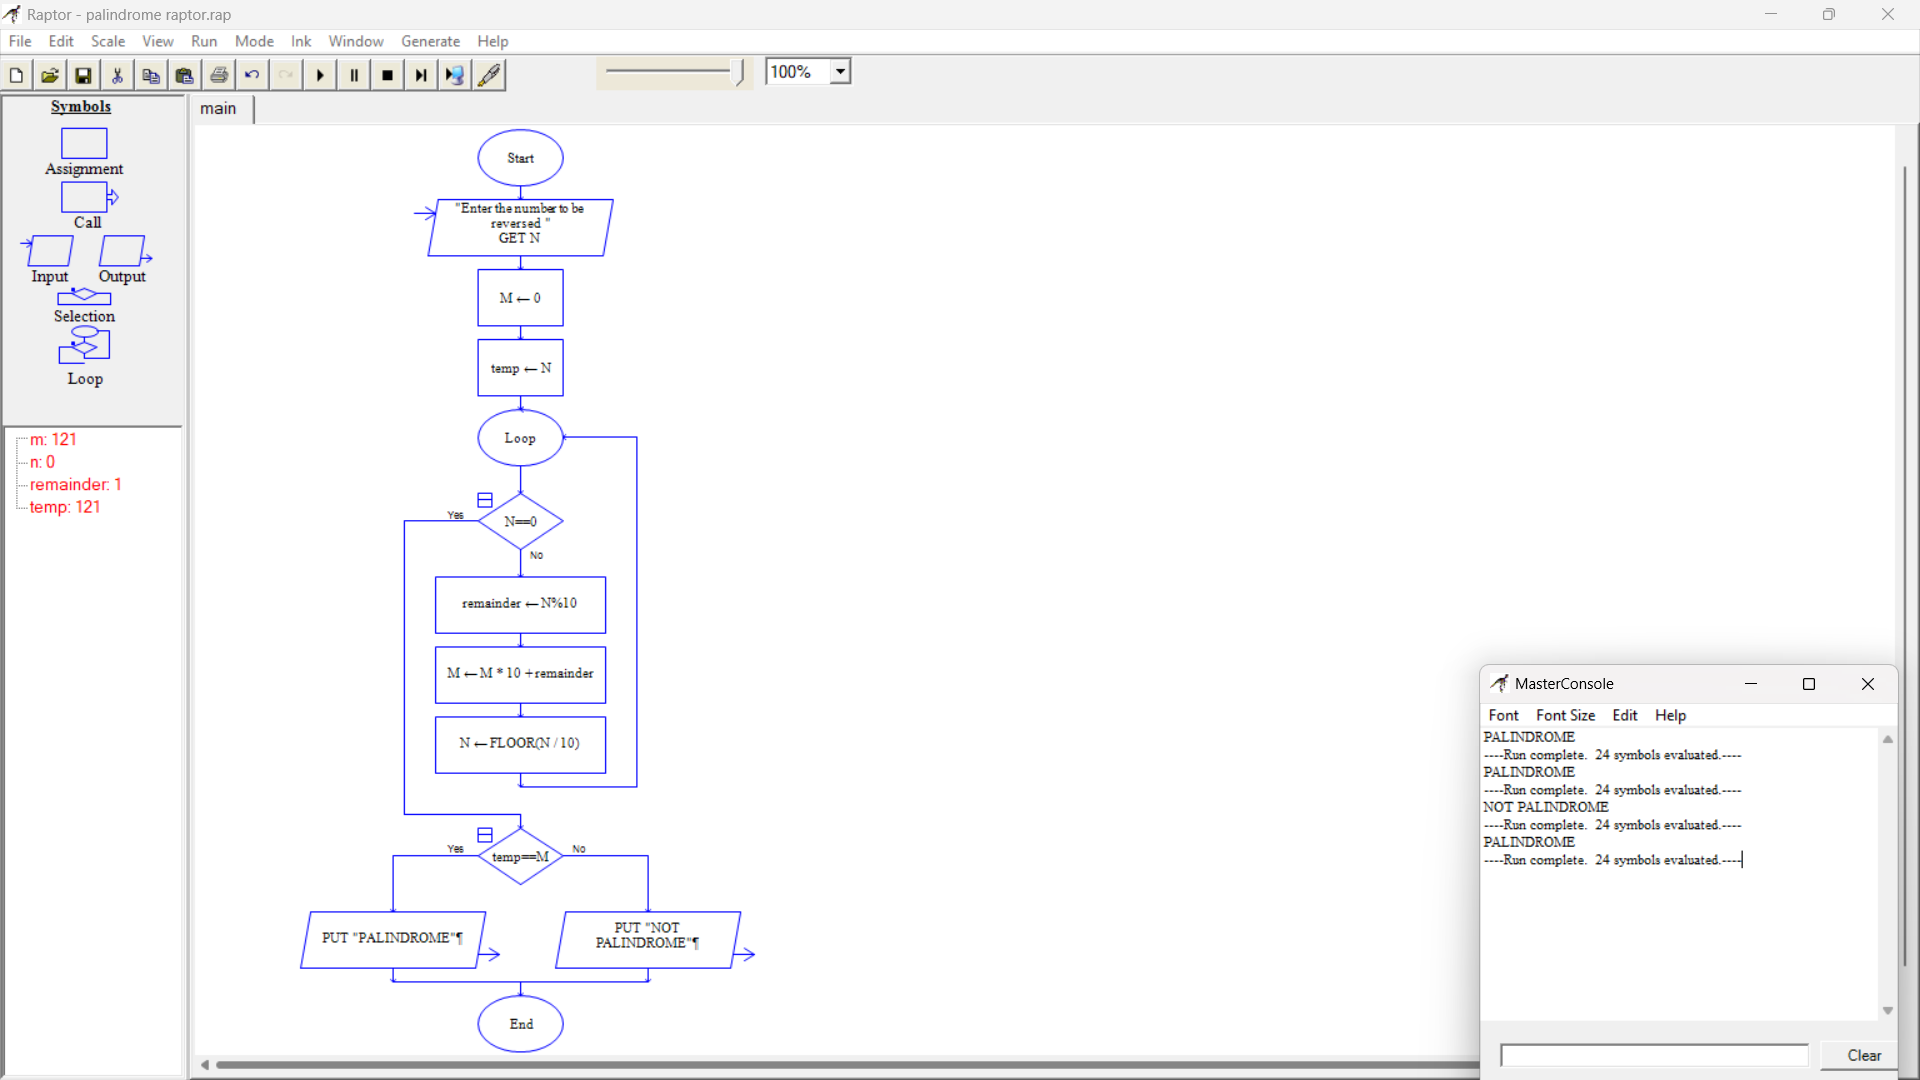 Raptor - palindrome raptor.rap
File Edit Scale View Run Mode Ink Window Generate Help
100%
Symbols
Assignment
Call
Input Output
Selection
Loop
m: 121
n: 0
remainder: 1
temp: 121
main
Start
"Enter the number to be
reversed "
GET N
M ← 0
temp ← N
Loop
N==0
Yes
No
remainder ← N%10
M ← M * 10 + remainder
N ← FLOOR(N / 10)
temp==M
Yes
No
PUT "PALINDROME"¶
PUT "NOT
PALINDROME"¶
End
MasterConsole
Font Font Size Edit Help
PALINDROME
----Run complete.  24 symbols evaluated.----
PALINDROME
----Run complete.  24 symbols evaluated.----
NOT PALINDROME
----Run complete.  24 symbols evaluated.----
PALINDROME
----Run complete.  24 symbols evaluated.----
Clear